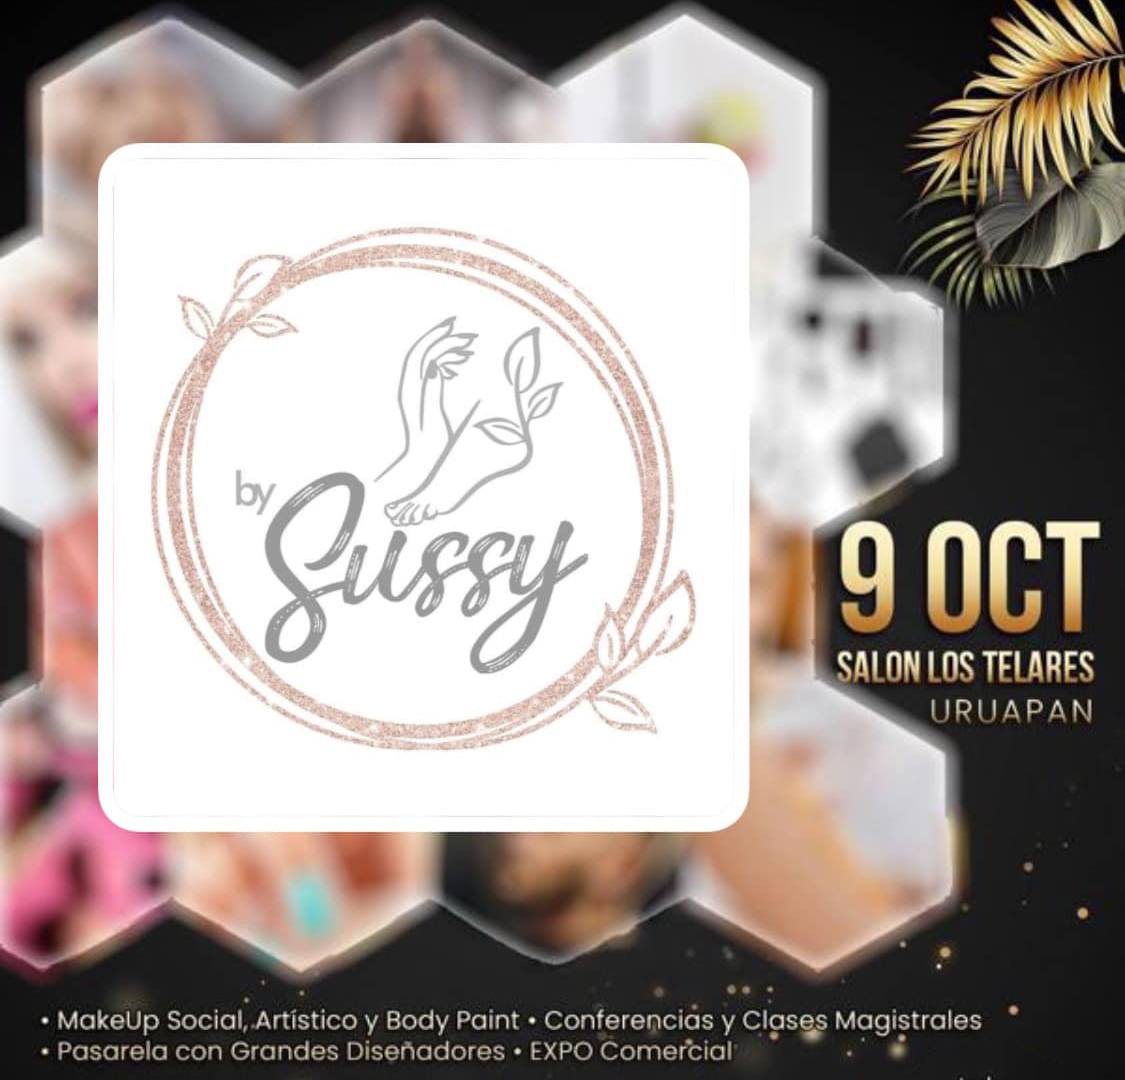 by
Sussy
9 OCT
SALON LOS TELARES
URUAPAN
• MakeUp Social, Artístico y Body Paint • Conferencias y Clases Magistrales
• Pasarela con Grandes Diseñadores • EXPO Comercial